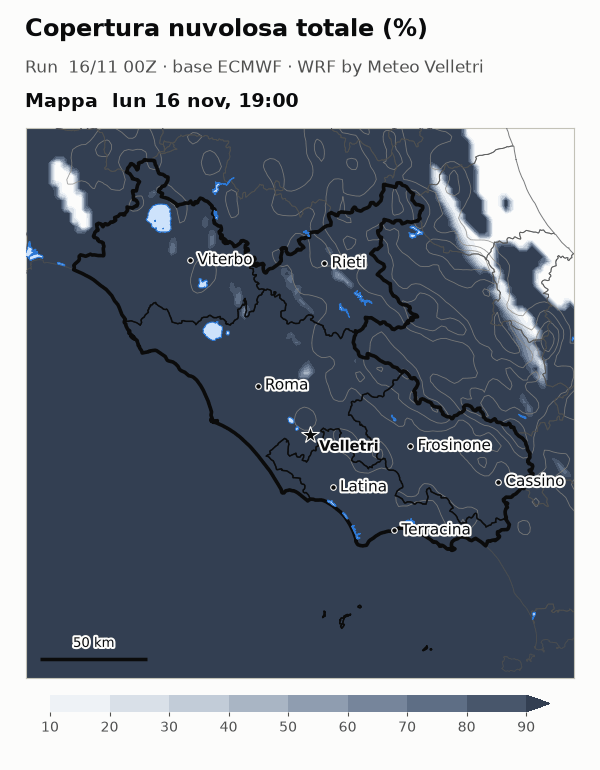 Copertura nuvolosa totale (%)
Run 16/11 00Z · base ECMWF · WRF by Meteo Velletri
Mappa lun 16 nov, 19:00
Viterbo
Rieti
Roma
Velletri
Frosinone
Latina
Cassino
Terracina
50 km
10 20 30 40 50 60 70 80 90